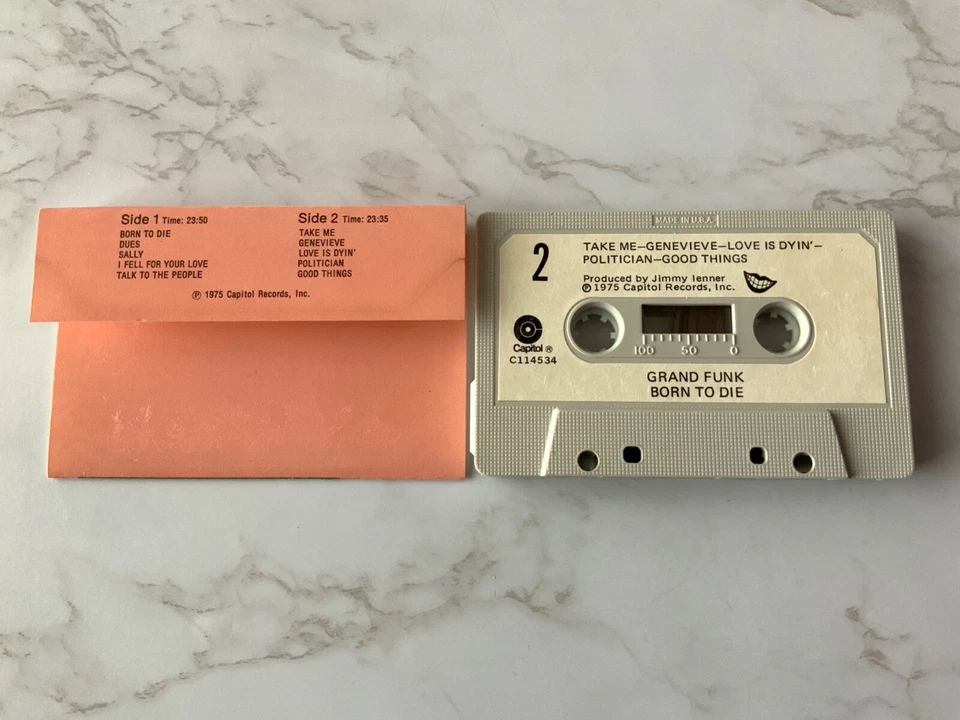 Side 1 Time: 23:50
BORN TO DIE
DUES
SALLY
I FELL FOR YOUR LOVE
TALK TO THE PEOPLE
Side 2 Time: 23:35
TAKE ME
GENEVIEVE
LOVE IS DYIN'
POLITICIAN
GOOD THINGS
℗ 1975 Capitol Records, Inc.
MADE IN U.S.A.
2
TAKE ME—GENEVIEVE—LOVE IS DYIN'—
POLITICIAN—GOOD THINGS
Produced by Jimmy Ienner
℗ 1975 Capitol Records, Inc.
Capitol ®
C114534
100 50 0
GRAND FUNK
BORN TO DIE